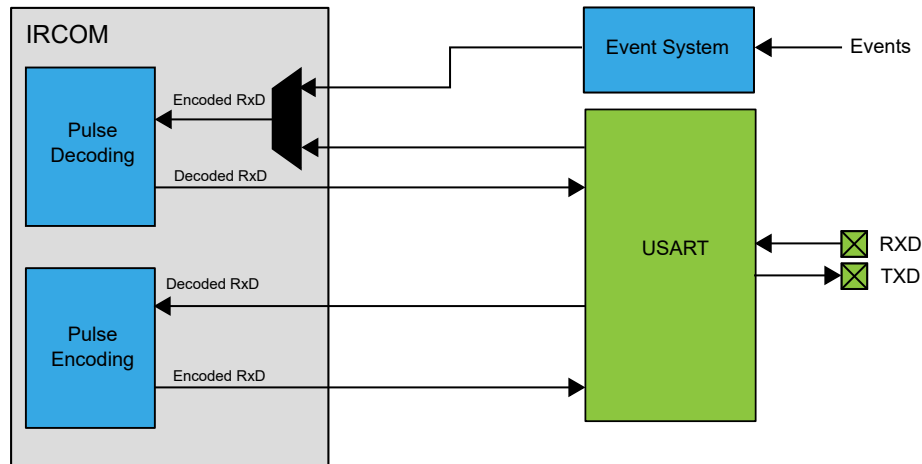 IRCOM
Event System
Events
Encoded RxD
Pulse
Decoding
Decoded RxD
USART
RXD
TXD
Decoded RxD
Pulse
Encoding
Encoded RxD